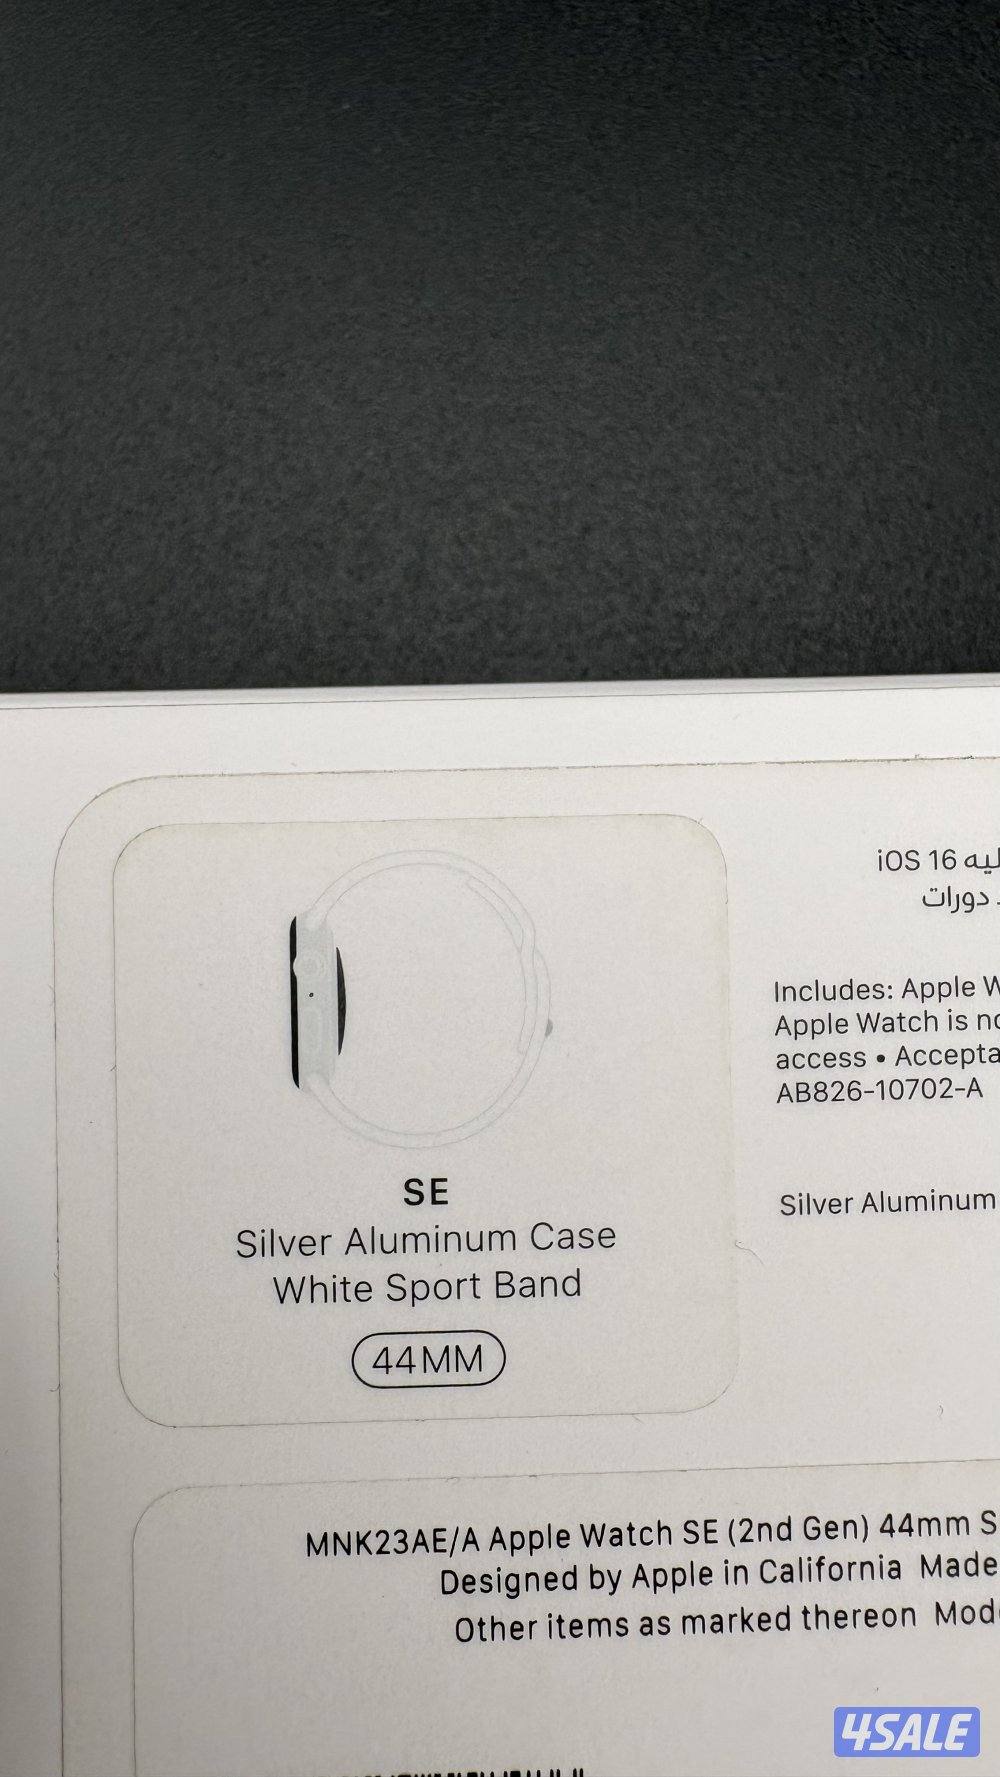 SE
Silver Aluminum Case
White Sport Band
44MM
iOS 16
دورات
Includes: Apple
Apple Watch is
access •
AB826-10702-A
Silver Aluminum
MNK23AE/A Apple Watch SE (2nd Gen) 44mm
Designed by Apple in California Made
Other items as marked thereon
4SALE